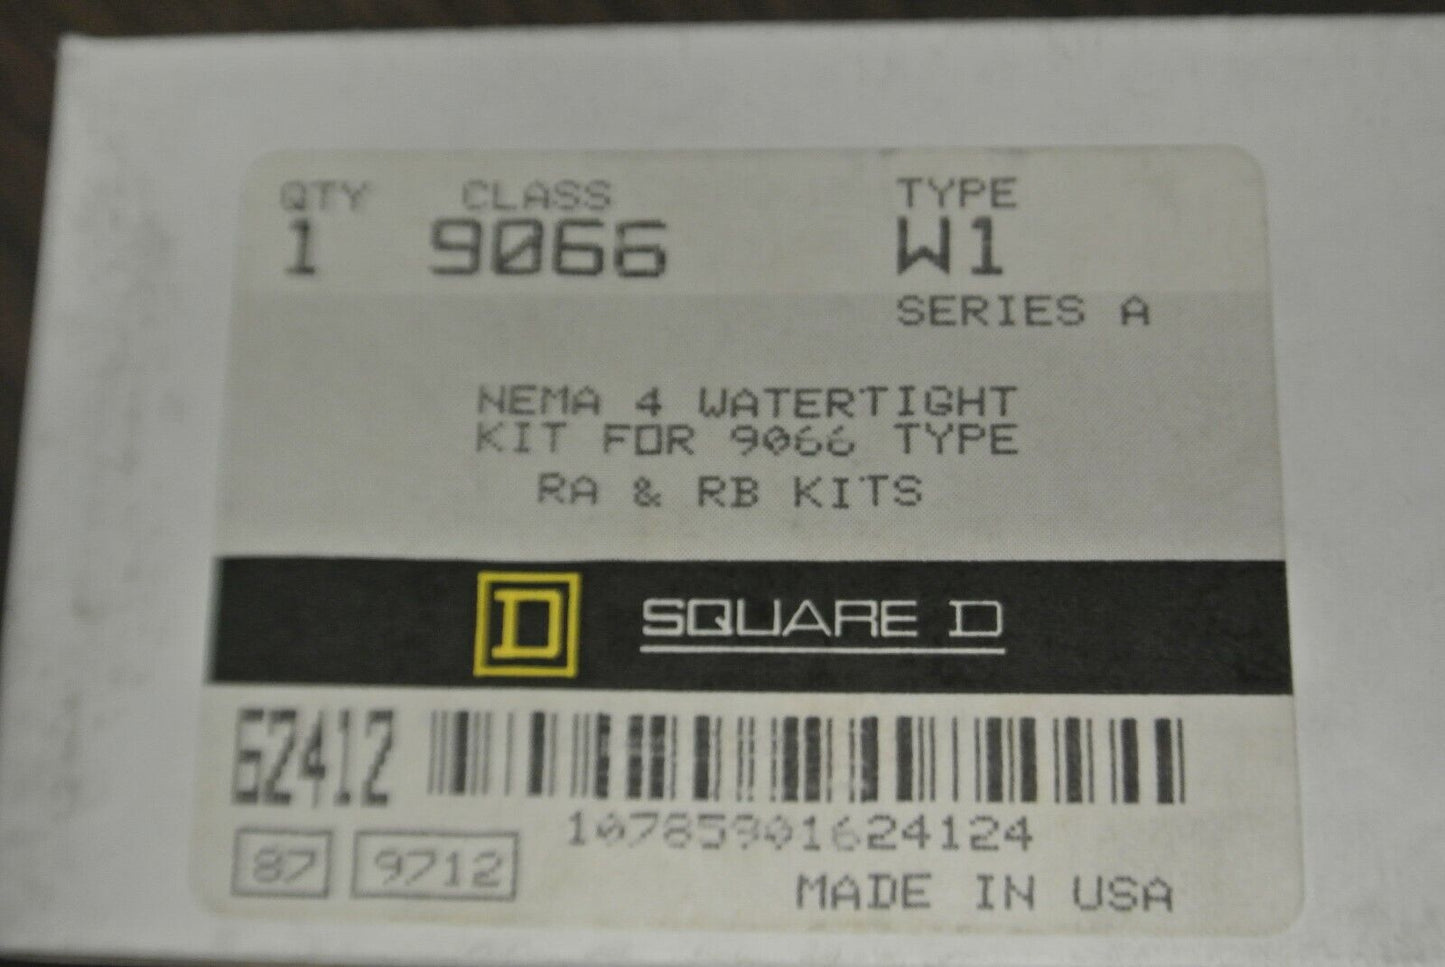 QTY CLASS TYPE
1 9066 W1
SERIES A
NEMA 4 WATERTIGHT
KIT FOR 9066 TYPE
RA & RB KITS
D SQUARE D
62412
10785901624124
87 9712
MADE IN USA